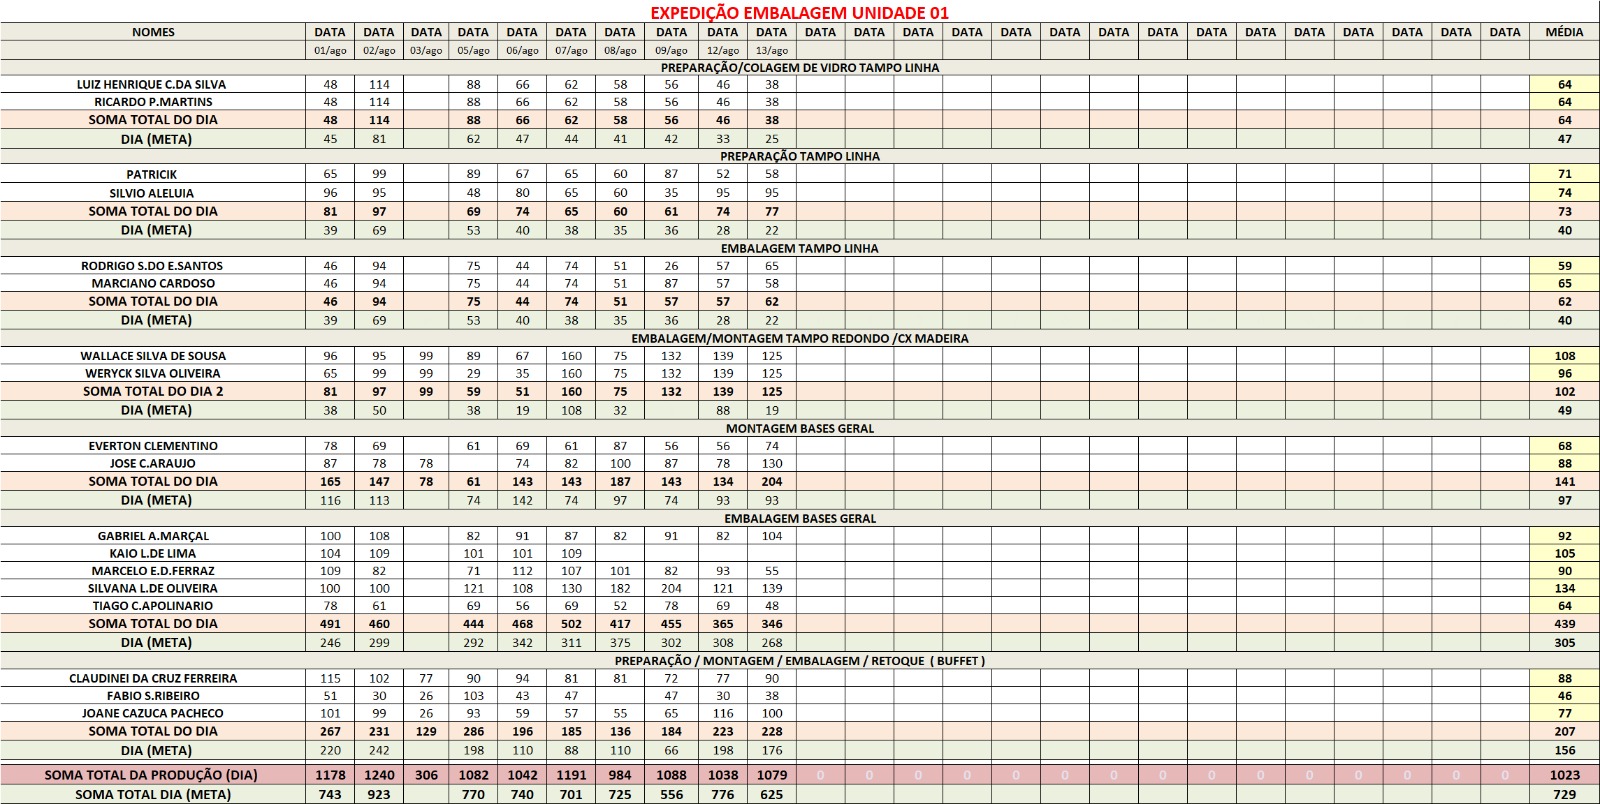 EXPEDIÇÃO EMBALAGEM UNIDADE 01
NOMES DATA DATA DATA DATA DATA DATA DATA DATA DATA DATA DATA DATA DATA DATA DATA DATA DATA DATA DATA DATA DATA DATA DATA DATA DATA MÉDIA
01/ago 02/ago 03/ago 05/ago 06/ago 07/ago 08/ago 09/ago 12/ago 13/ago
PREPARAÇÃO/COLAGEM DE VIDRO TAMPO LINHA
LUIZ HENRIQUE C.DA SILVA 48 114 88 66 62 58 56 46 38 64
RICARDO P.MARTINS 48 114 88 66 62 58 56 46 38 64
SOMA TOTAL DO DIA 48 114 88 66 62 58 56 46 38 64
DIA (META) 45 81 62 47 44 41 42 33 25 47
PREPARAÇÃO TAMPO LINHA
PATRICIK 65 99 89 67 65 60 87 52 58 71
SILVIO ALELUIA 96 95 48 80 65 60 35 95 95 74
SOMA TOTAL DO DIA 81 97 69 74 65 60 61 74 77 73
DIA (META) 39 69 53 40 38 35 36 28 22 40
EMBALAGEM TAMPO LINHA
RODRIGO S.DO E.SANTOS 46 94 75 44 74 51 26 57 65 59
MARCIANO CARDOSO 46 94 75 44 74 51 87 57 58 65
SOMA TOTAL DO DIA 46 94 75 44 74 51 57 57 62 62
DIA (META) 39 69 53 40 38 35 36 28 22 40
EMBALAGEM/MONTAGEM TAMPO REDONDO /CX MADEIRA
WALLACE SILVA DE SOUSA 96 95 99 89 67 160 75 132 139 125 108
WERYCK SILVA OLIVEIRA 65 99 99 29 35 160 75 132 139 125 96
SOMA TOTAL DO DIA 2 81 97 99 59 51 160 75 132 139 125 102
DIA (META) 38 50 38 19 108 32 88 19 49
MONTAGEM BASES GERAL
EVERTON CLEMENTINO 78 69 61 69 61 87 56 56 74 68
JOSE C.ARAUJO 87 78 78 74 82 100 87 78 130 88
SOMA TOTAL DO DIA 165 147 78 61 143 143 187 143 134 204 141
DIA (META) 116 113 74 142 74 97 74 93 93 97
EMBALAGEM BASES GERAL
GABRIEL A.MARÇAL 100 108 82 91 87 82 91 82 104 92
KAIO L.DE LIMA 104 109 101 101 109 105
MARCELO E.D.FERRAZ 109 82 71 112 107 101 82 93 55 90
SILVANA L.DE OLIVEIRA 100 100 121 108 130 182 204 121 139 134
TIAGO C.APOLINARIO 78 61 69 56 69 52 78 69 48 64
SOMA TOTAL DO DIA 491 460 444 468 502 417 455 365 346 439
DIA (META) 246 299 292 342 311 375 302 308 268 305
PREPARAÇÃO / MONTAGEM / EMBALAGEM / RETOQUE ( BUFFET )
CLAUDINEI DA CRUZ FERREIRA 115 102 77 90 94 81 81 72 77 90 88
FABIO S.RIBEIRO 51 30 26 103 43 47 47 30 38 46
JOANE CAZUCA PACHECO 101 99 26 93 59 57 55 65 116 100 77
SOMA TOTAL DO DIA 267 231 129 286 196 185 136 184 223 228 207
DIA (META) 220 242 198 110 88 110 66 198 176 156
SOMA TOTAL DA PRODUÇÃO (DIA) 1178 1240 306 1082 1042 1191 984 1088 1038 1079 0 0 0 0 0 0 0 0 0 0 0 0 0 0 0 1023
SOMA TOTAL DIA (META) 743 923 770 740 701 725 556 776 625 729